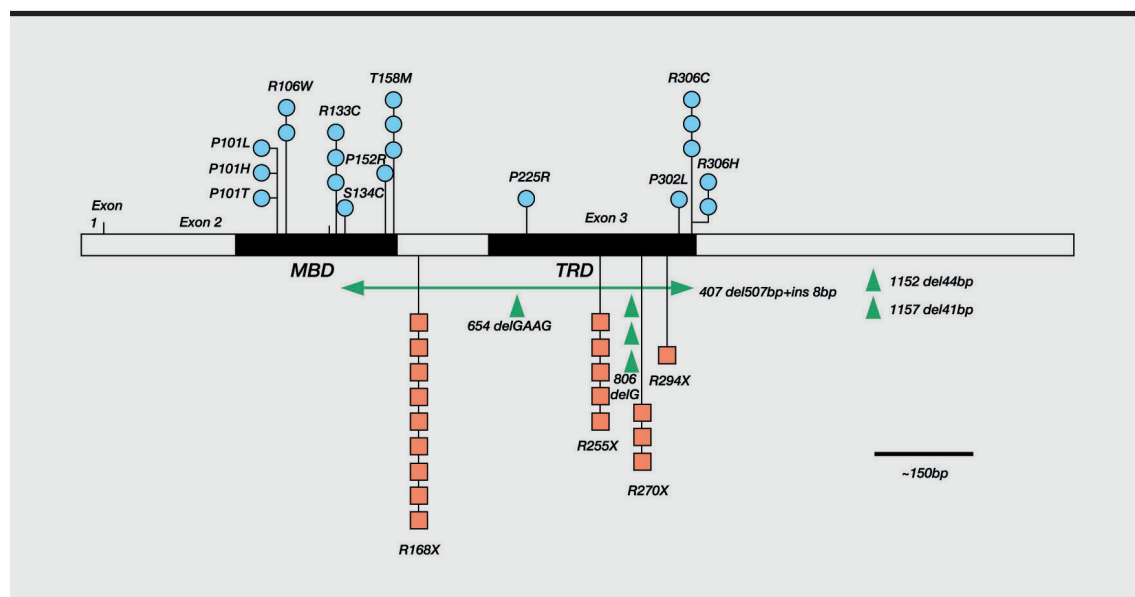 T158M
R306C
R106W
R133C
P101L
P152R
R306H
P101H
P225R
P302L
P101T
S134C
Exon
1
Exon 2
Exon 3
MBD
TRD
407 del507bp+ins 8bp
1152 del44bp
1157 del41bp
654 delGAAG
806
delG
R294X
R255X
R270X
~150bp
R168X